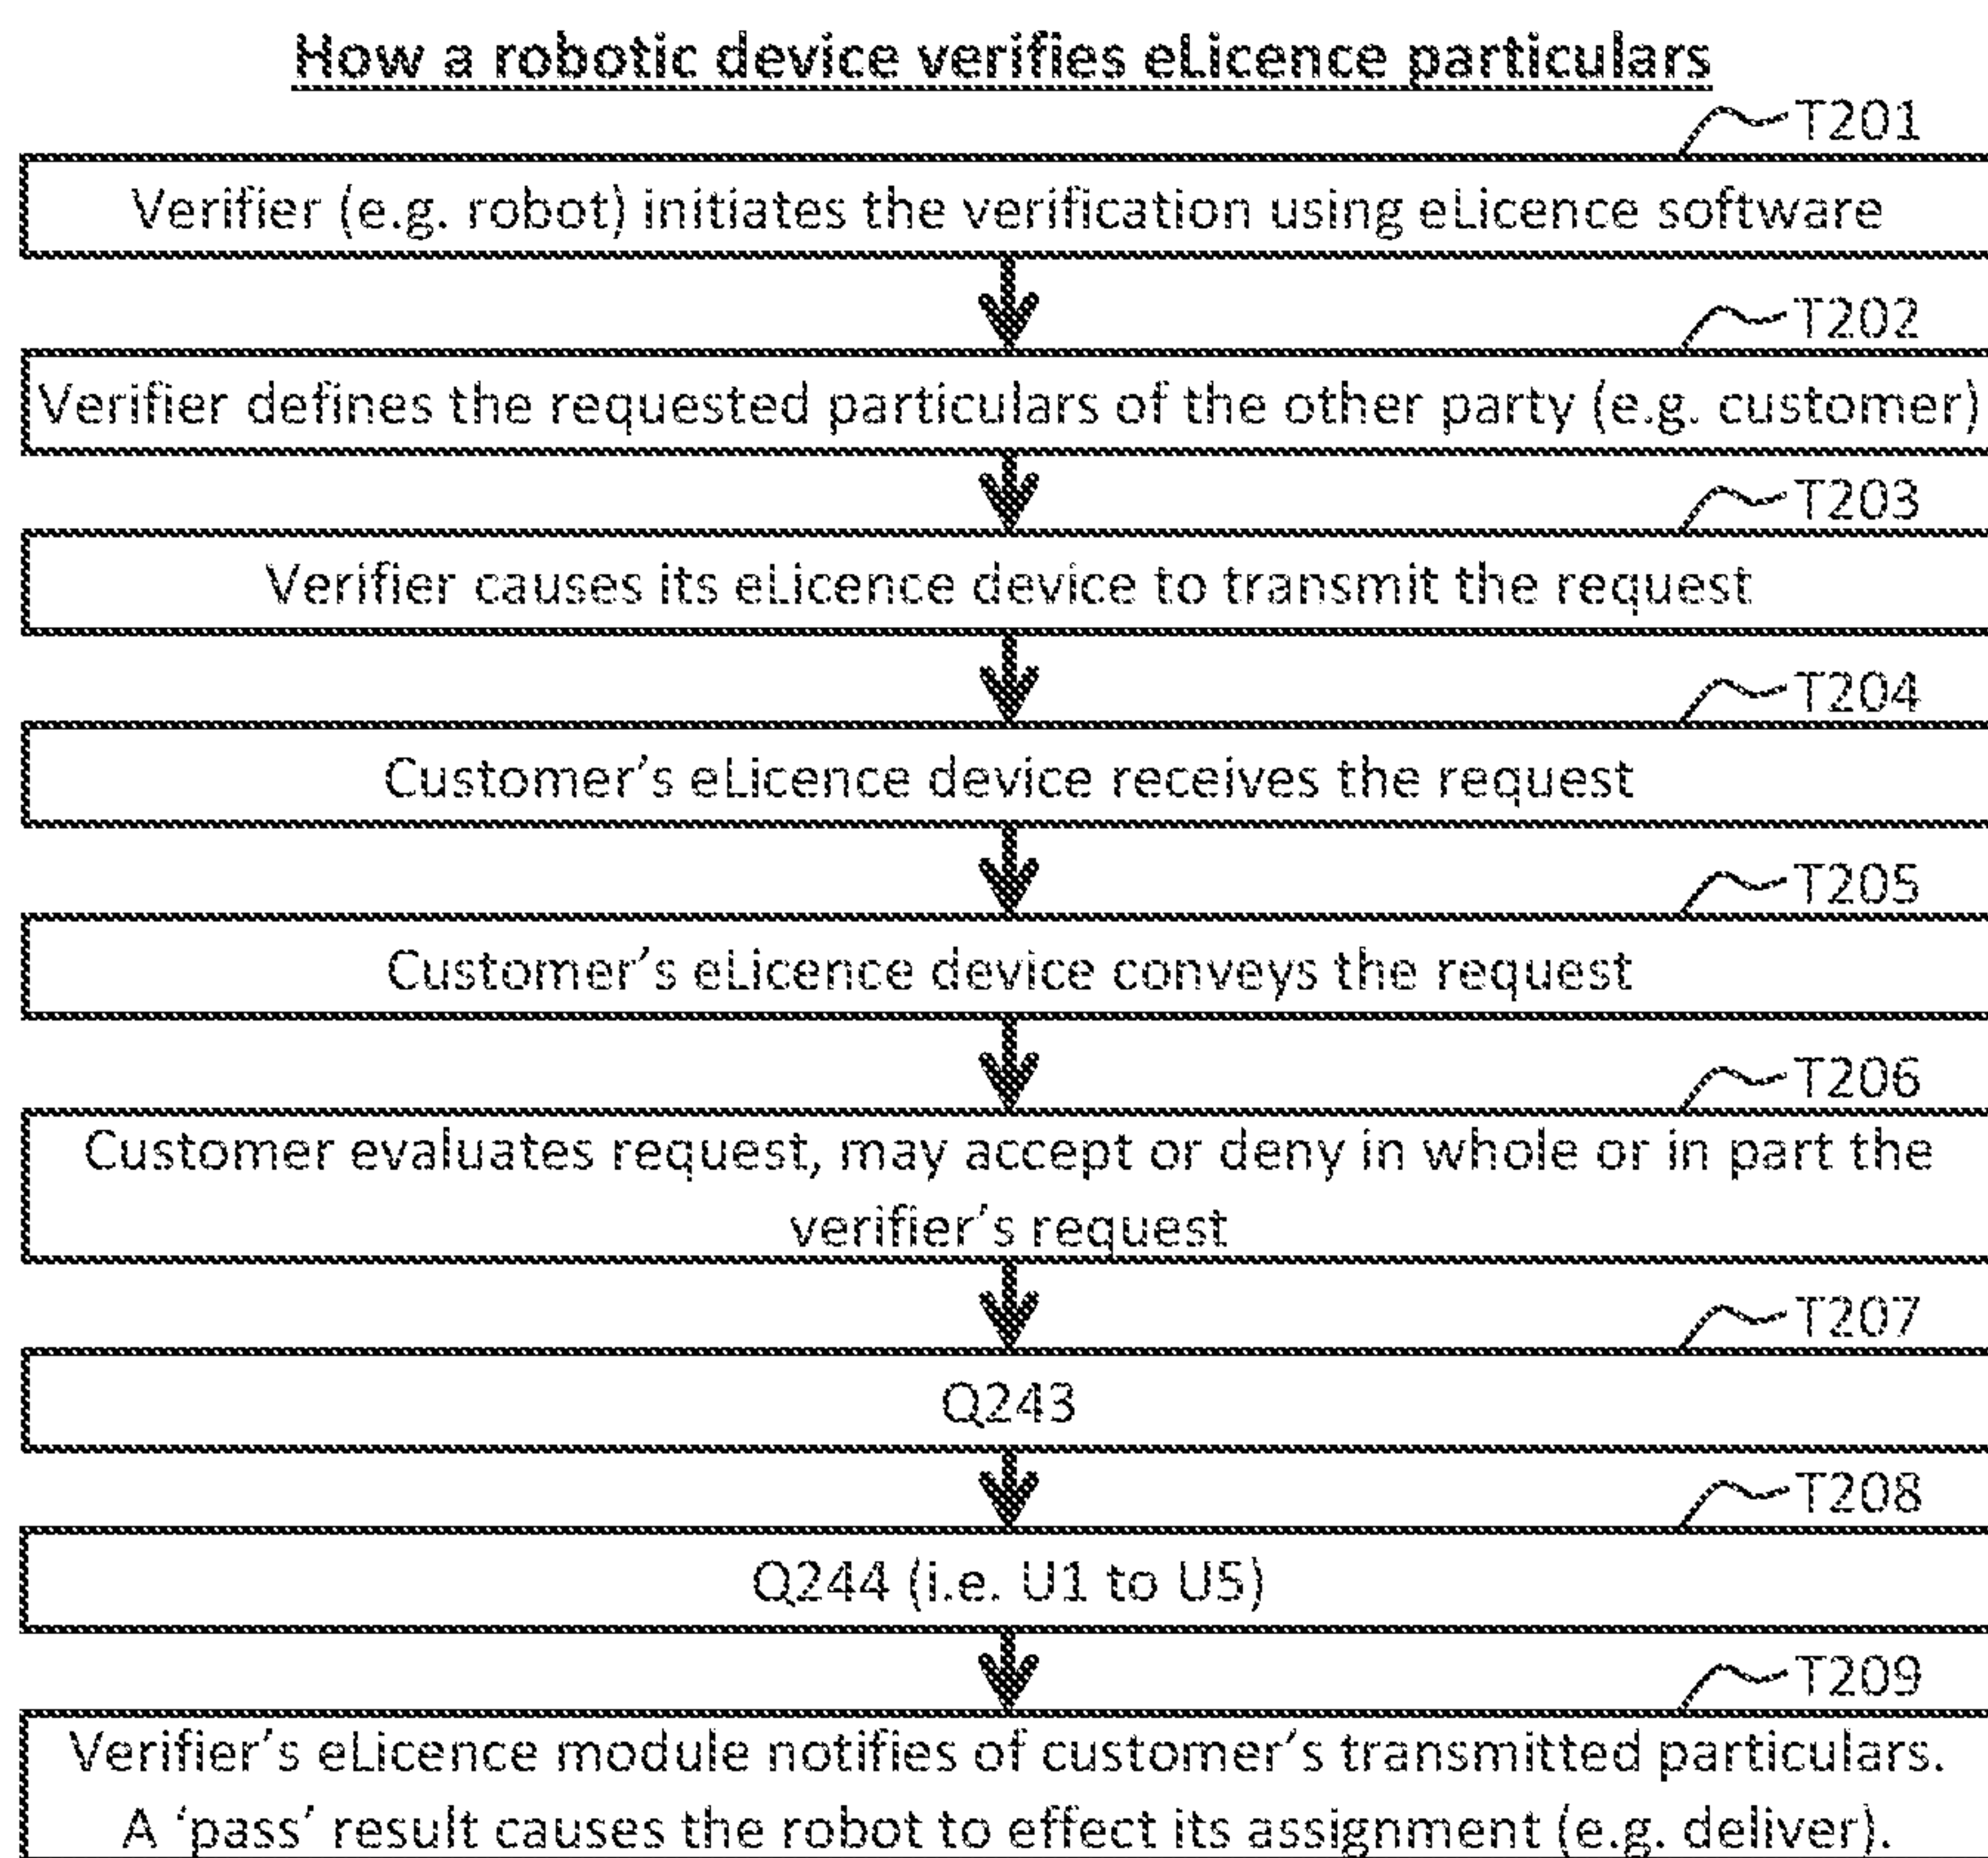 How a robotic device verifies eLicence particulars
T201
Verifier (e.g. robot) initiates the verification using eLicence software
T202
Verifier defines the requested particulars of the other party (e.g. customer)
T203
Verifier causes its eLicence device to transmit the request
T204
Customer's eLicence device receives the request
T205
Customer's eLicence device conveys the request
T206
Customer evaluates request, may accept or deny in whole or in part the
verifier's request
T207
Q243
T208
Q244 (i.e. U1 to U5)
T209
Verifier's eLicence module notifies of customer's transmitted particulars.
A 'pass' result causes the robot to effect its assignment (e.g. deliver).